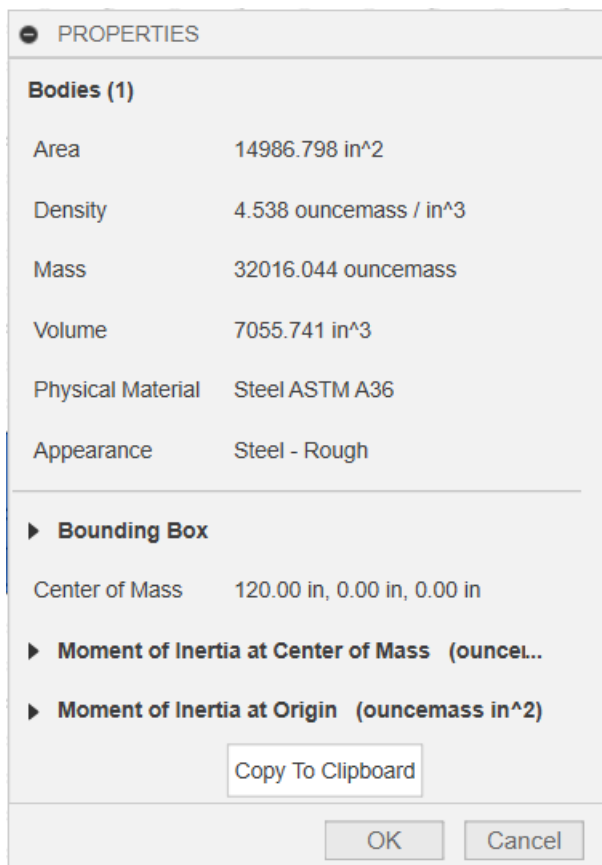 PROPERTIES
Bodies (1)
Area 14986.798 in^2
Density 4.538 ouncemass / in^3
Mass 32016.044 ouncemass
Volume 7055.741 in^3
Physical Material Steel ASTM A36
Appearance Steel - Rough
Bounding Box
Center of Mass 120.00 in, 0.00 in, 0.00 in
Moment of Inertia at Center of Mass (ouncei...
Moment of Inertia at Origin (ouncemass in^2)
Copy To Clipboard
OK Cancel